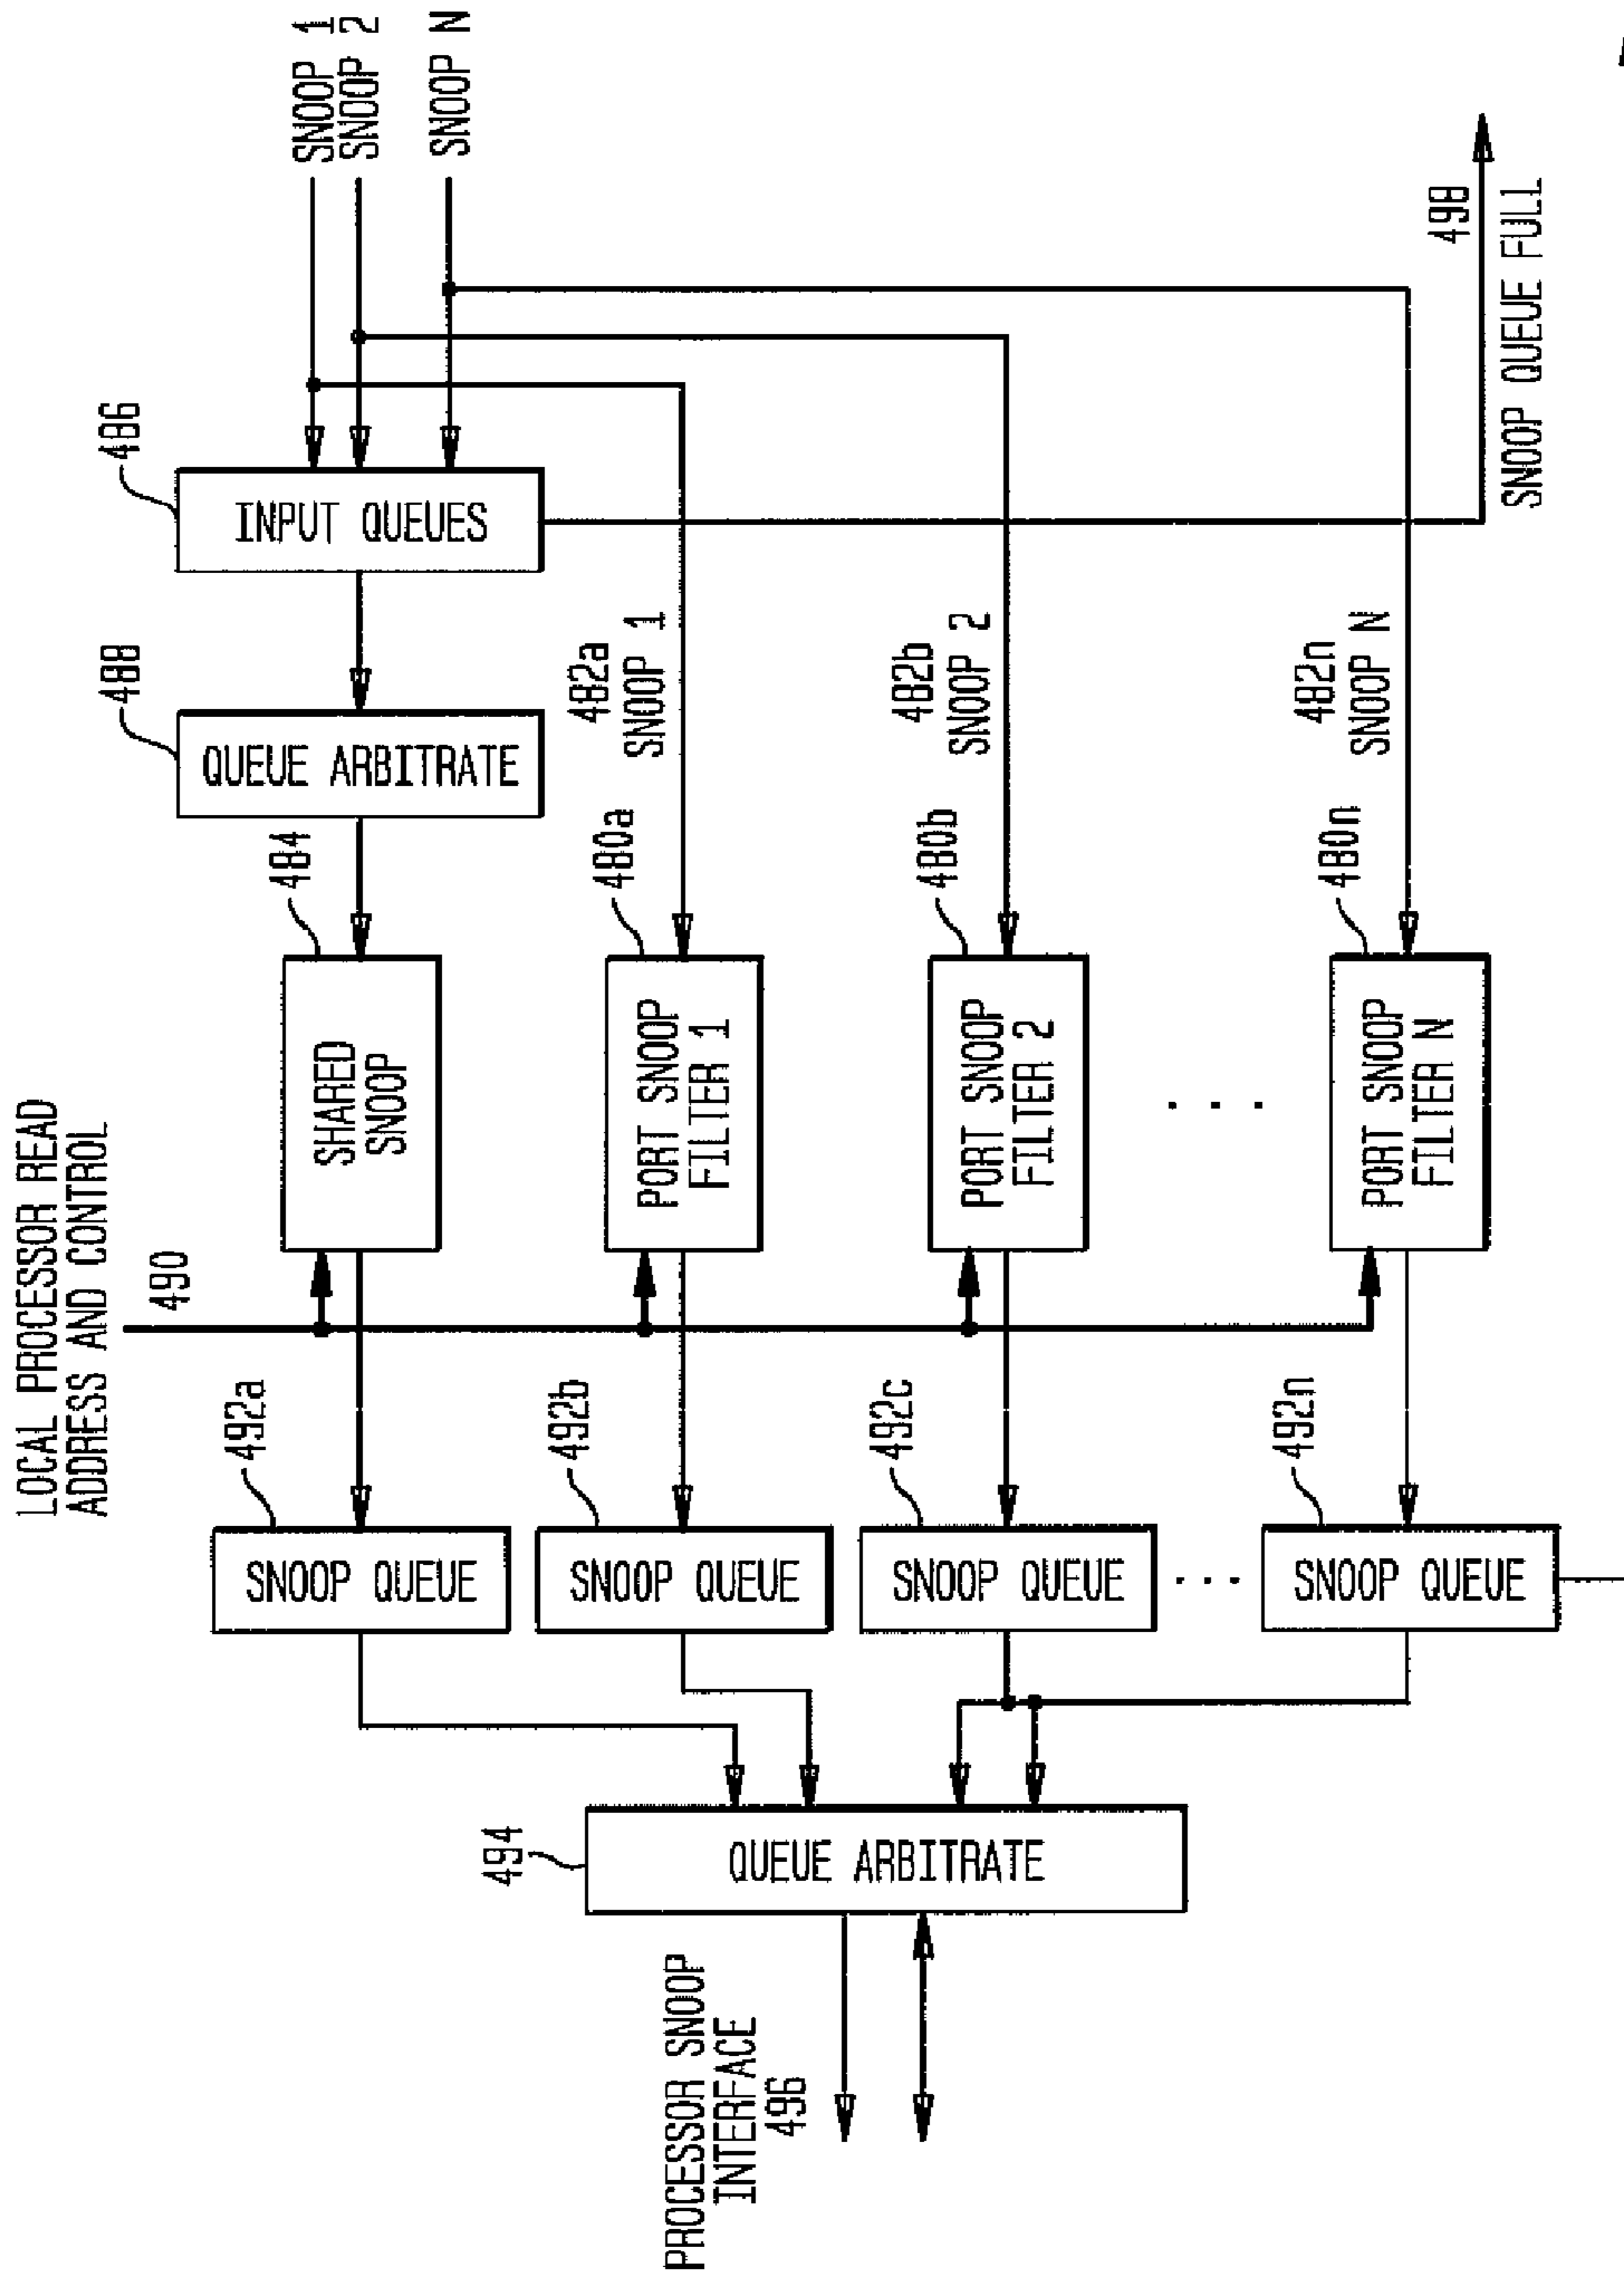 LOCAL PROCESSOR READ
ADDRESS AND CONTROL
490
SNOOP 1
SNOOP 2
SNOOP N
486
INPUT QUEUES
488
QUEUE ARBITRATE
484
SHARED
SNOOP
492a
SNOOP QUEUE
482a
SNOOP 1
480a
PORT SNOOP
FILTER 1
492b
SNOOP QUEUE
482b
SNOOP 2
480b
PORT SNOOP
FILTER 2
492c
SNOOP QUEUE
. . .
. . .
482n
SNOOP N
480n
PORT SNOOP
FILTER N
492n
SNOOP QUEUE
494
QUEUE ARBITRATE
PROCESSOR SNOOP
INTERFACE
496
498
SNOOP QUEUE FULL